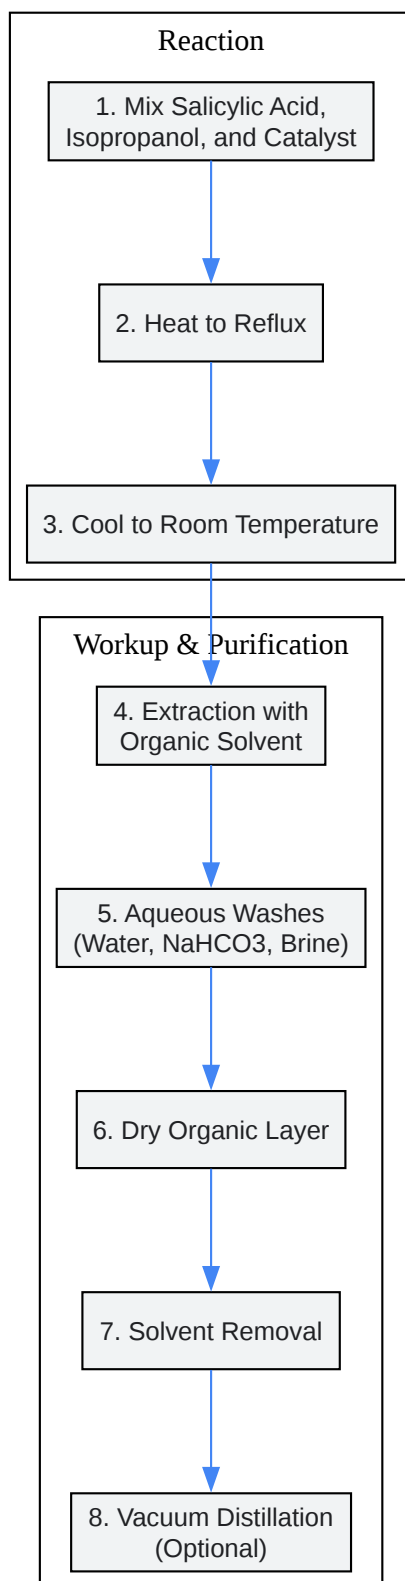 Reaction
1. Mix Salicylic Acid,
Isopropanol, and Catalyst
2. Heat to Reflux
3. Cool to Room Temperature
Workup & Purification
4. Extraction with
Organic Solvent
5. Aqueous Washes
(Water, NaHCO3, Brine)
6. Dry Organic Layer
7. Solvent Removal
8. Vacuum Distillation
(Optional)